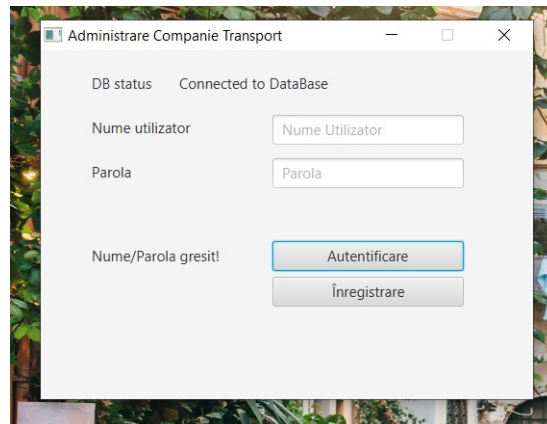 Administrare Companie Transport
DB status Connected to DataBase
Nume utilizator Nume Utilizator
Parola Parola
Nume/Parola gresit! Autentificare
Înregistrare